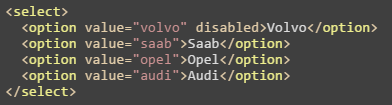 <select>
  <option value="volvo" disabled>Volvo</option>
  <option value="saab">Saab</option>
  <option value="opel">Opel</option>
  <option value="audi">Audi</option>
</select>